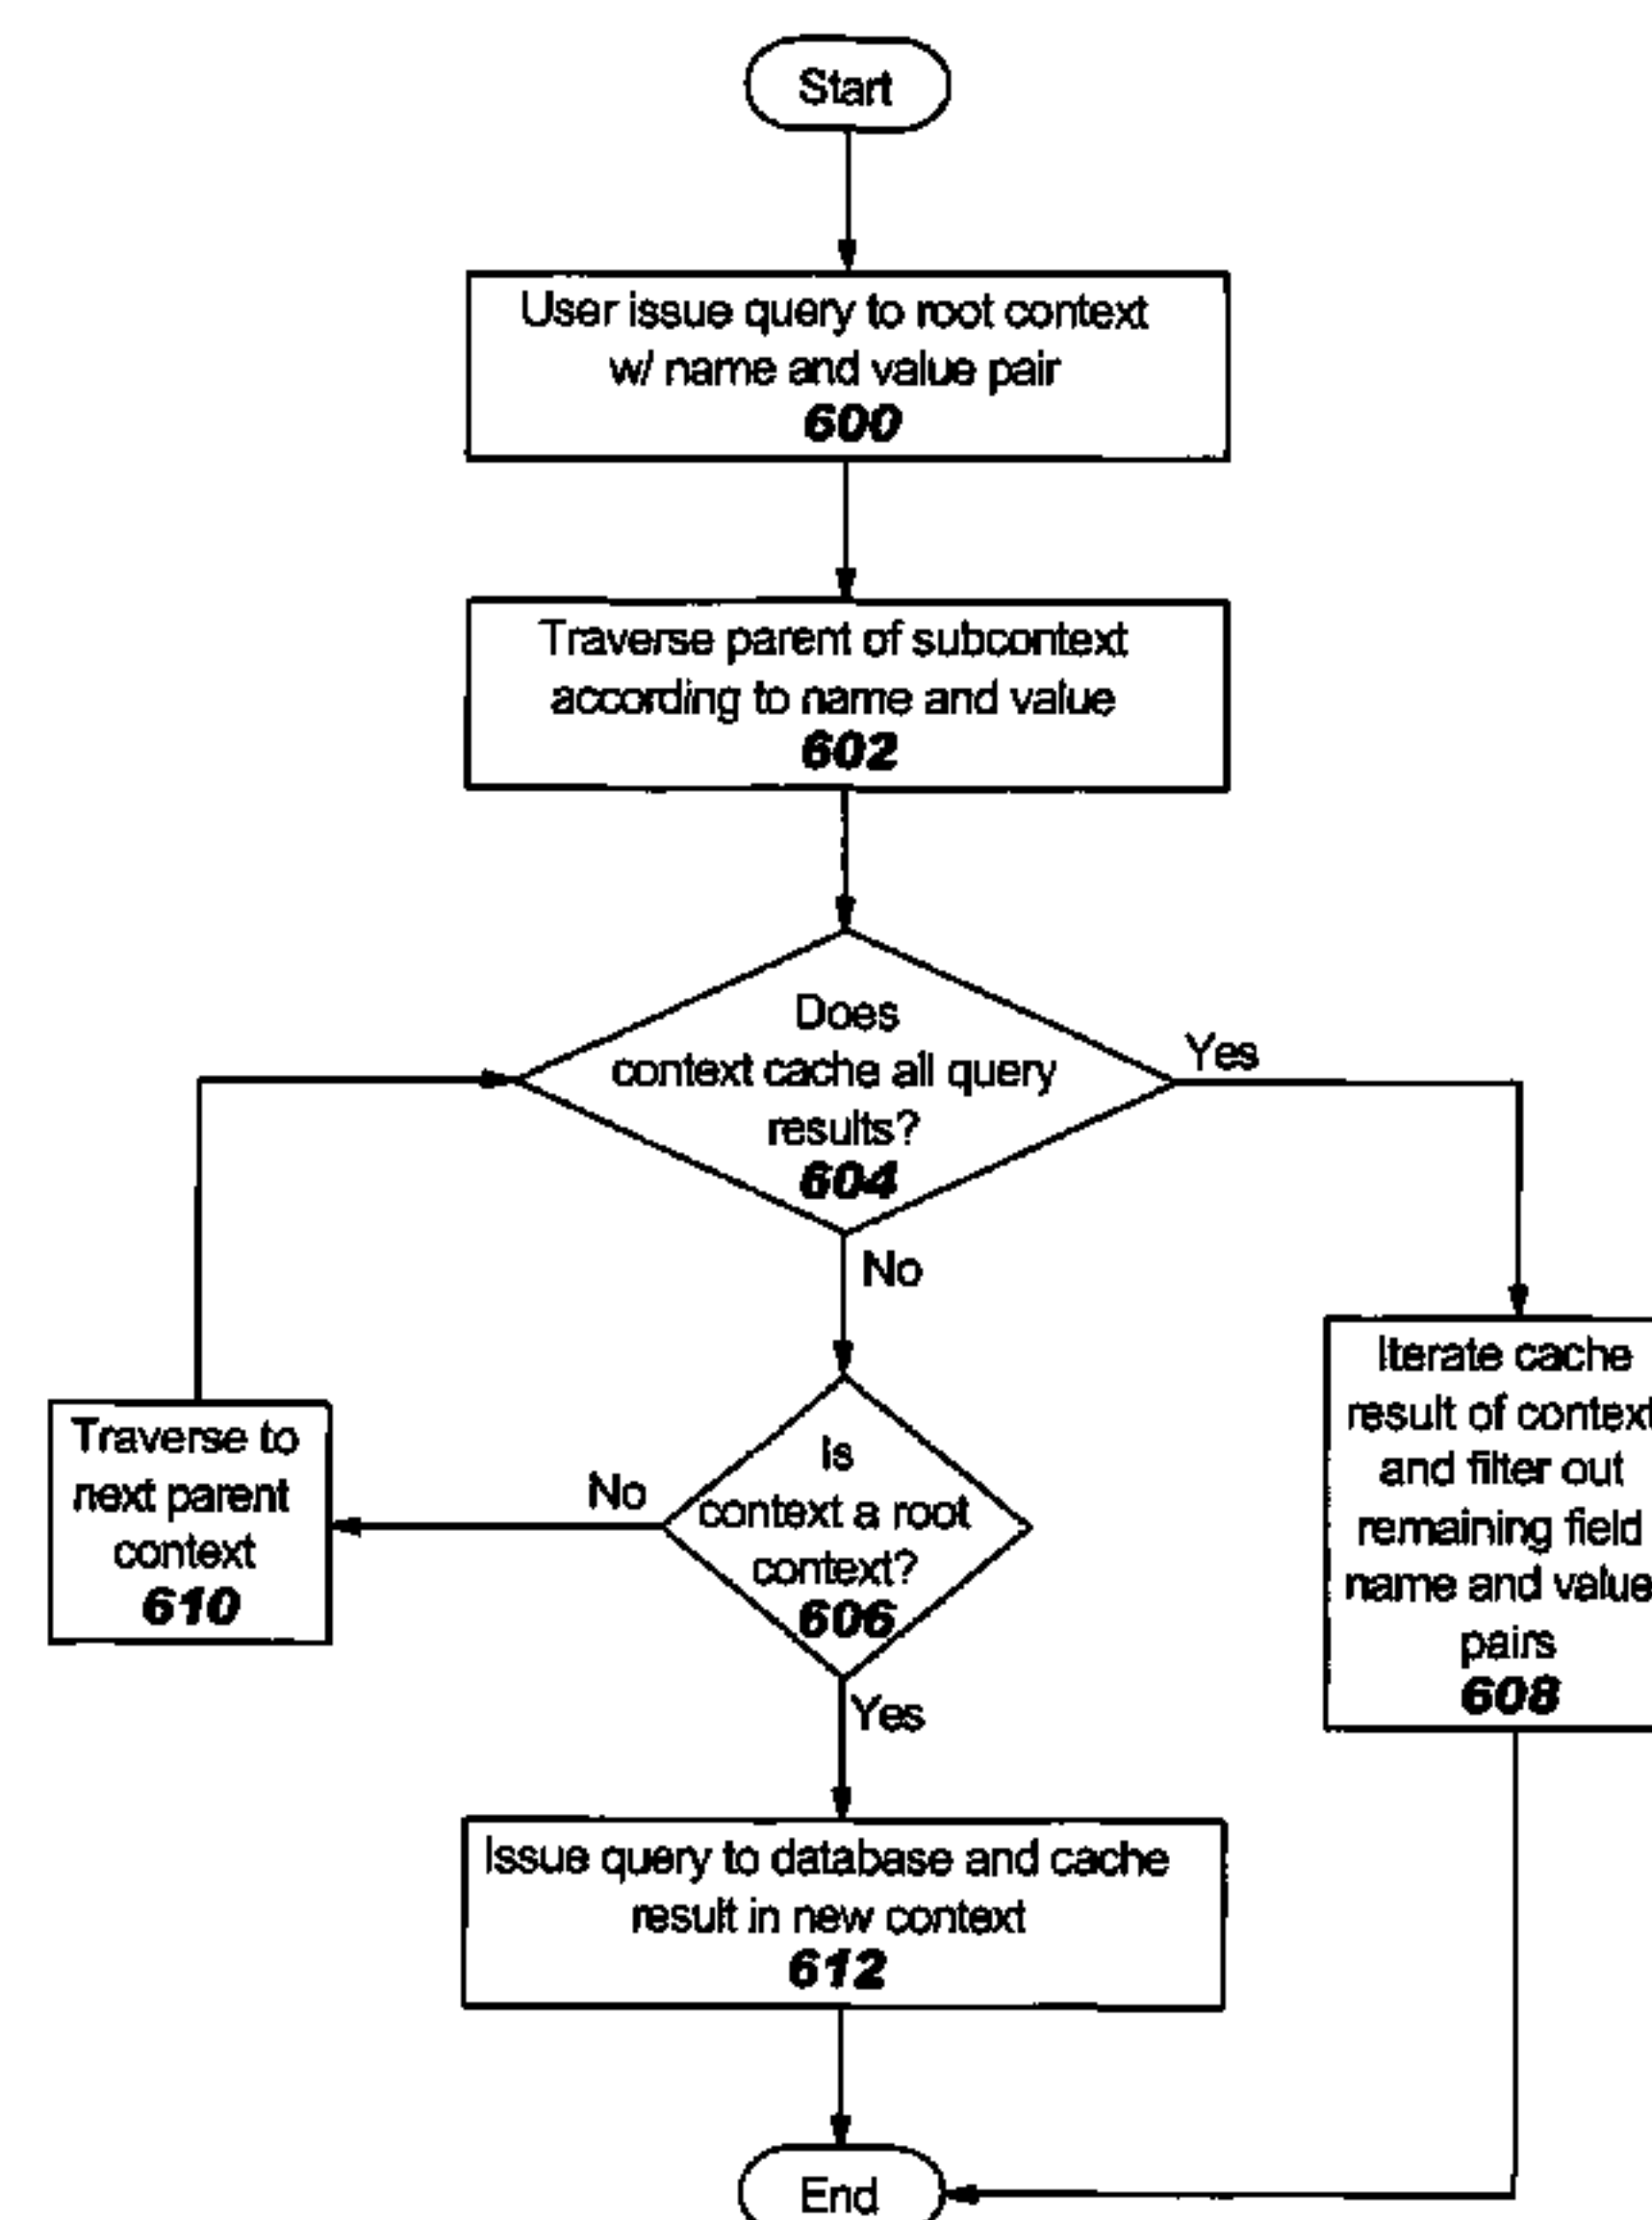 Start
User issue query to root context
w/ name and value pair
600
Traverse parent of subcontext
according to name and value
602
Does
context cache all query
results?
604
Yes
No
Iterate cache
result of context
and filter out
remaining field
name and value
pairs
608
Traverse to
next parent
context
610
No
Is
context a root
context?
606
Yes
Issue query to database and cache
result in new context
612
End